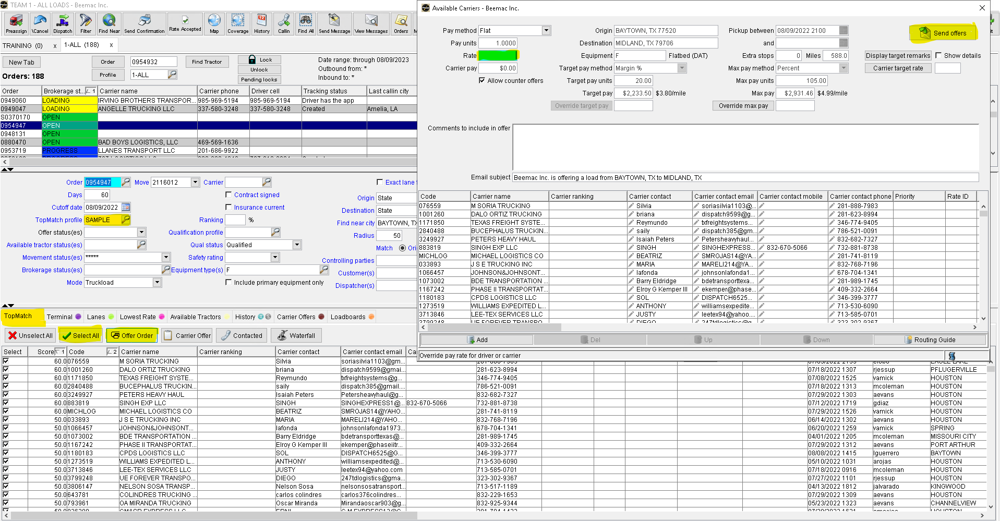 TEAM 1 - ALL LOADS - Beemac Inc.
Preassign
\Cancel
Dispatch
Filter
Find Near
Send Confirmation
Rate Accepted
Map
Coverage
History
Callin
Find All
Send Message
View Messages
Orders
TRAINING (0) x
1-ALL (188) x
New Tab
Order 0954932
Find Tractor
Lock
Unlock
Pending locks
Date range: through 08/09/2023
Outbound from: *
Inbound to: *
Orders: 188
Profile 1-ALL
Order Brokerage st... 1 Carrier name Carrier phone Driver cell Tracking status Last callin city
0949060 LOADING IRVING BROTHERS TRANSPOR... 985-969-5194 985-969-5194 Driver has the app
0949047 LOADING ANGELLE TRUCKING LLC 337-580-3248 337-580-3248 Created Amelia, LA
S0370170 OPEN
0954947 OPEN
0948131 OPEN
0880470 OPEN BAD BOYS LOGISTICS, LLC 469-569-1636
0953719 PROGRESS LLANES TRANSPORT LLC 201-686-9922
Order 0954947 Move 2116012 Carrier
Exact lane
Days 60
Contract signed
Origin State
Cutoff date 08/09/2022
Insurance current
Destination State
TopMatch profile SAMPLE
Ranking %
Find near city BAYTOWN, TX
Offer status(es)
Qualification profile
Radius 50
Available tractor status(es)
Qual status Qualified
Match Ori
Movement status(es) *****
Safety rating
Controlling parties
Brokerage status(es)
Equipment type(s) F
Customer(s)
Mode Truckload
Include primary equipment only
Dispatcher(s)
TopMatch Terminal Lanes Lowest Rate Available Tractors History Carrier Offers Loadboards
Unselect All Select All Offer Order Carrier Offer Contacted Waterfall
Select Score 1 Code 2 Carrier name Carrier ranking Carrier contact Carrier contact email Ca
60.0 076559 M SORIA TRUCKING Silvia soriasilvia1103@gm...
60.0 1001260 DALO ORTIZ TRUCKING briana dispatch9599@gmai... 281-623-8994 07/18/2022 1307 rjessup PFLUGERVILLE
60.0 1171850 TEXAS FREIGHT SYSTE... Reymundo txfreightsystems@g... 346-774-9405 07/08/2022 1525 vamick HOUSTON
60.0 2840488 BUCEPHALUS TRUCKIN... saily dispatch385@gmail.... 786-521-0091 07/18/2022 1313 mcoleman HOUSTON
60.0 3249927 PETERS HEAVY HAUL Isaiah Peters Petersheavyhaul@g... 832-682-7327 07/29/2022 1303 aevans HOUSTON
60.0 883819 SINGH EXP LLC SINGH SINGHEXPRESS1@... 832-670-5066 732-881-8738 07/12/2022 1719 gdiaz HOUSTON
60.0 MICHLOG MICHAEL LOGISTICS CO BEATRIZ SMROJAS14@YAHO... 281-741-8119 07/29/2022 1526 vamick HOUSTON
50.0 033893 J S E TRUCKING INC MARIA MARELI214@YAHO... 832-768-7196 06/14/2022 1302 aevans HOUSTON
50.0 1066457 JOHNSON&JOHNSONT... lafonda johnsonlafonda1973... 678-704-1341 06/20/2022 1259 vamick SPRING
50.0 1073002 BDE TRANSPORTATION ... Barry Eldridge bdetransporttexas@... 281-989-1745 04/01/2022 1205 mcoleman MISSOURI CITY
50.0 1167242 PHASE II TRANSPORTAT... Elroy G Kemper III ekemper@phaseiitr... 409-332-2664 07/29/2022 1312 aevans PORT ARTHUR
50.0 1180183 CPDS LOGISTICS LLC SOL DISPATCH6525@G... 346-399-3777 08/08/2022 1415 lguerrero BAYTOWN
50.0 1273519 WILLIAMS EXPEDITED L... ANTHONY williamsexpedited@... 713-530-6090 05/10/2022 1031 arojas HOUSTON
50.0 3713846 LEE-TEX SERVICES LLC JUSTY leetex94@yahoo.com 713-585-0701 07/18/2022 0916 mcoleman HOUSTON
50.0 3799248 UE FOREVER TRANSPO... DIEGO 247tdlogistics@gma... 323-302-9367 07/27/2022 1101 rjessup HOUSTON
50.0 3806147 NELSON SOSA TRANSP... Nelson Sosa nelsonsosatransport... 713-517-1189 04/13/2022 1812 jalvarado KINGWOOD
50.0 643781 COLINDRES TRUCKING ... carlos colindres carlos376colindres... 832-229-1653 07/29/2022 1309 aevans HOUSTON
50.0 793961 OA MIRANDA TRUCKING Oscar Miranda Mirandaoscar903@g... 832-925-9344 05/23/2022 1323 aevans CHANNELVIEW
Available Carriers - Beemac Inc.
Pay method Flat
Origin BAYTOWN, TX 77520
Pickup between 08/09/2022 2100
Send offers
Pay units 1.0000
Destination MIDLAND, TX 79706
and
Rate
Equipment F Flatbed (DAT)
Extra stops 0 Miles 588.0
Display target remarks Show details
Carrier pay $0.00
Target pay method Margin %
Max pay method Percent
Carrier target rate
Allow counter offers
Target pay units 20.00
Max pay units 105.00
Target pay $2,233.50 $3.80/mile
Max pay $2,931.46 $4.99/mile
Override target pay
Override max pay
Comments to include in offer
Email subject Beemac Inc. is offering a load from BAYTOWN, TX to MIDLAND, TX
Code Carrier name Carrier ranking Carrier contact Carrier contact email Carrier contact mobile Carrier contact phone Priority Rate ID
076559 M SORIA TRUCKING Silvia soriasilvia1103@... 281-888-7983
1001260 DALO ORTIZ TRUCKING briana dispatch9599@g... 281-623-8994
1171850 TEXAS FREIGHT SYSTE... Reymundo txfreightsystems... 346-774-9405
2840488 BUCEPHALUS TRUCKIN... saily dispatch385@gm... 786-521-0091
3249927 PETERS HEAVY HAUL Isaiah Peters Petersheavyhaul... 832-682-7327
883819 SINGH EXP LLC SINGH SINGHEXPRESS... 832-670-5066 732-881-8738
MICHLOG MICHAEL LOGISTICS CO BEATRIZ SMROJAS14@YA... 281-741-8119
033893 J S E TRUCKING INC MARIA MARELI214@YA... 832-768-7196
1066457 JOHNSON&JOHNSONT... lafonda johnsonlafonda1... 678-704-1341
1073002 BDE TRANSPORTATION ... Barry Eldridge bdetransporttexa... 281-989-1745
1167242 PHASE II TRANSPORTAT... Elroy G Kemper III ekemper@phase... 409-332-2664
1180183 CPDS LOGISTICS LLC SOL DISPATCH6525... 346-399-3777
1273519 WILLIAMS EXPEDITED L... ANTHONY williamsexpedite... 713-530-6090
3713846 LEE-TEX SERVICES LLC JUSTY leetex94@yahoo... 713-585-0701
Add Del Up Down Routing Guide
Override pay rate for driver or carrier